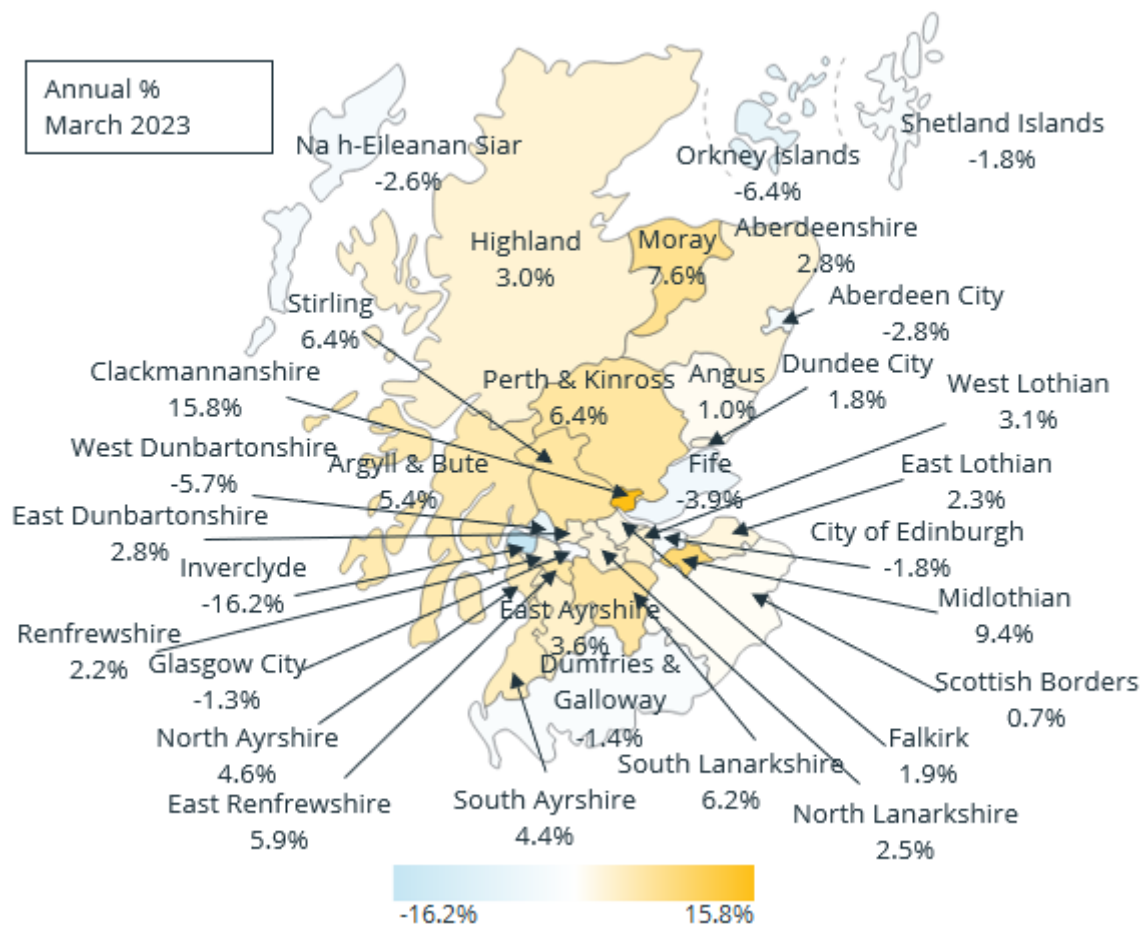 Annual %
March 2023
Na h-Eileanan Siar
-2.6%
Orkney Islands
-6.4%
Shetland Islands
-1.8%
Highland
3.0%
Moray
7.6%
Aberdeenshire
2.8%
Aberdeen City
-2.8%
Stirling
6.4%
Clackmannanshire
15.8%
Perth & Kinross
6.4%
Angus
1.0%
Dundee City
1.8%
West Lothian
3.1%
West Dunbartonshire
-5.7%
Argyll & Bute
5.4%
Fife
-3.9%
East Lothian
2.3%
East Dunbartonshire
2.8%
City of Edinburgh
-1.8%
Inverclyde
-16.2%
Midlothian
9.4%
Renfrewshire
2.2%
Glasgow City
-1.3%
East Ayrshire
3.6%
Dumfries &
Galloway
-1.4%
Scottish Borders
0.7%
North Ayrshire
4.6%
Falkirk
1.9%
South Lanarkshire
6.2%
East Renfrewshire
5.9%
South Ayrshire
4.4%
North Lanarkshire
2.5%
-16.2%
15.8%